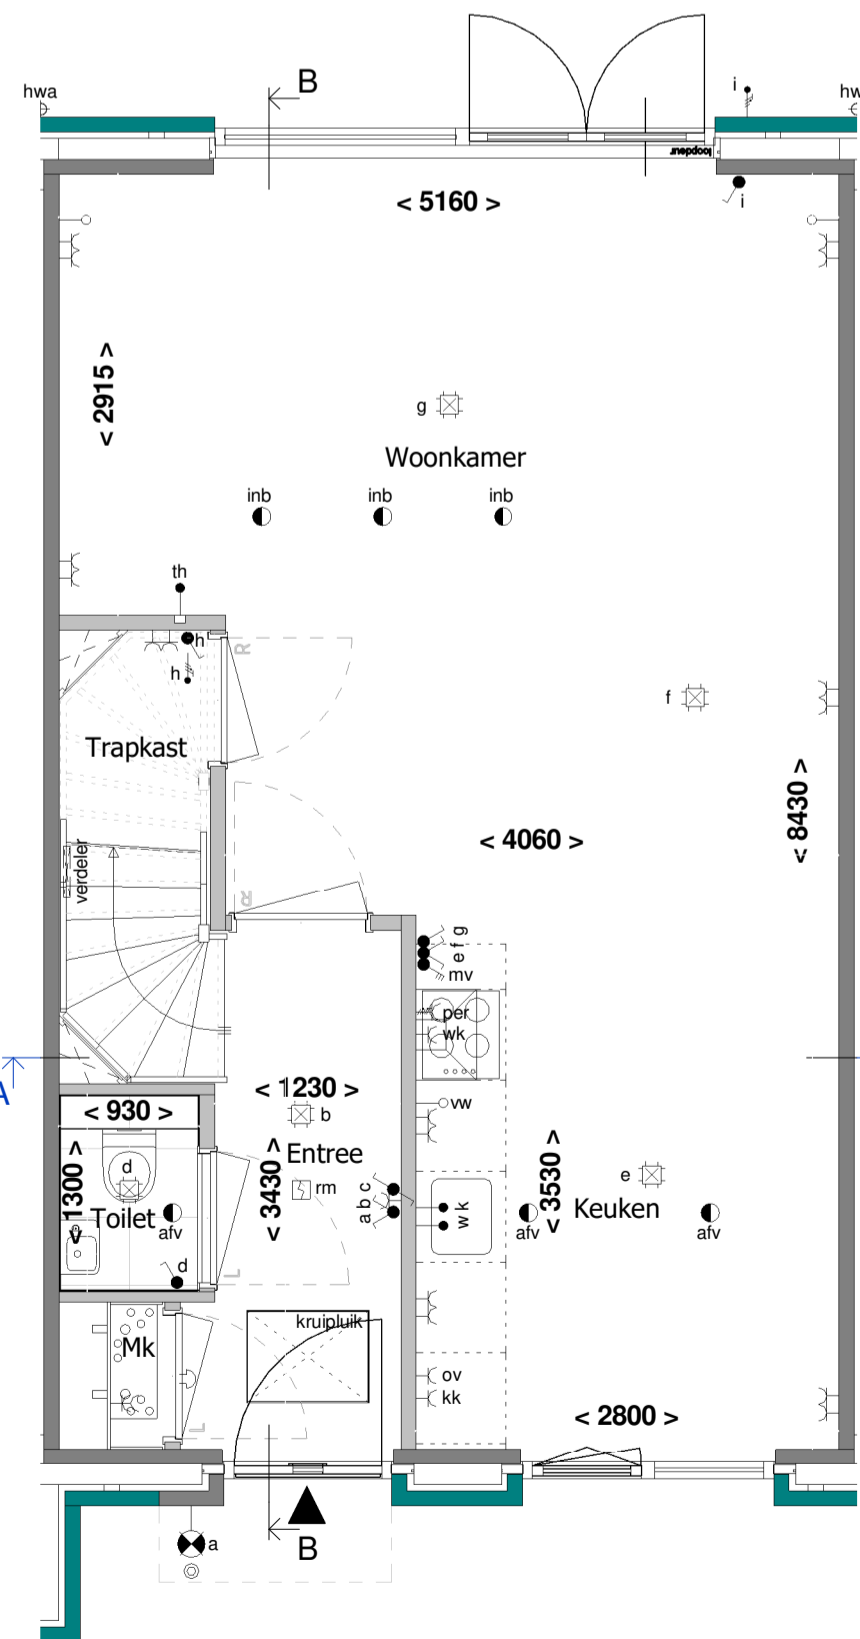 B
hwa
i
hw
loopdeur
< 5160 >
i
< 2915 >
g
Woonkamer
inb
inb
inb
th
h
h
R
f
Trapkast
< 8430 >
< 4060 >
verdeler
R
e f g
mv
per
wk
A
< 1230 >
< 930 >
vw
b
Entree
d
< 1300 >
< 3430 >
rm
a b c
Toilet
afv
w k
< 3530 >
e
Keuken
afv
afv
d
L
kruipluik
Mk
ov
kk
L
< 2800 >
a
B